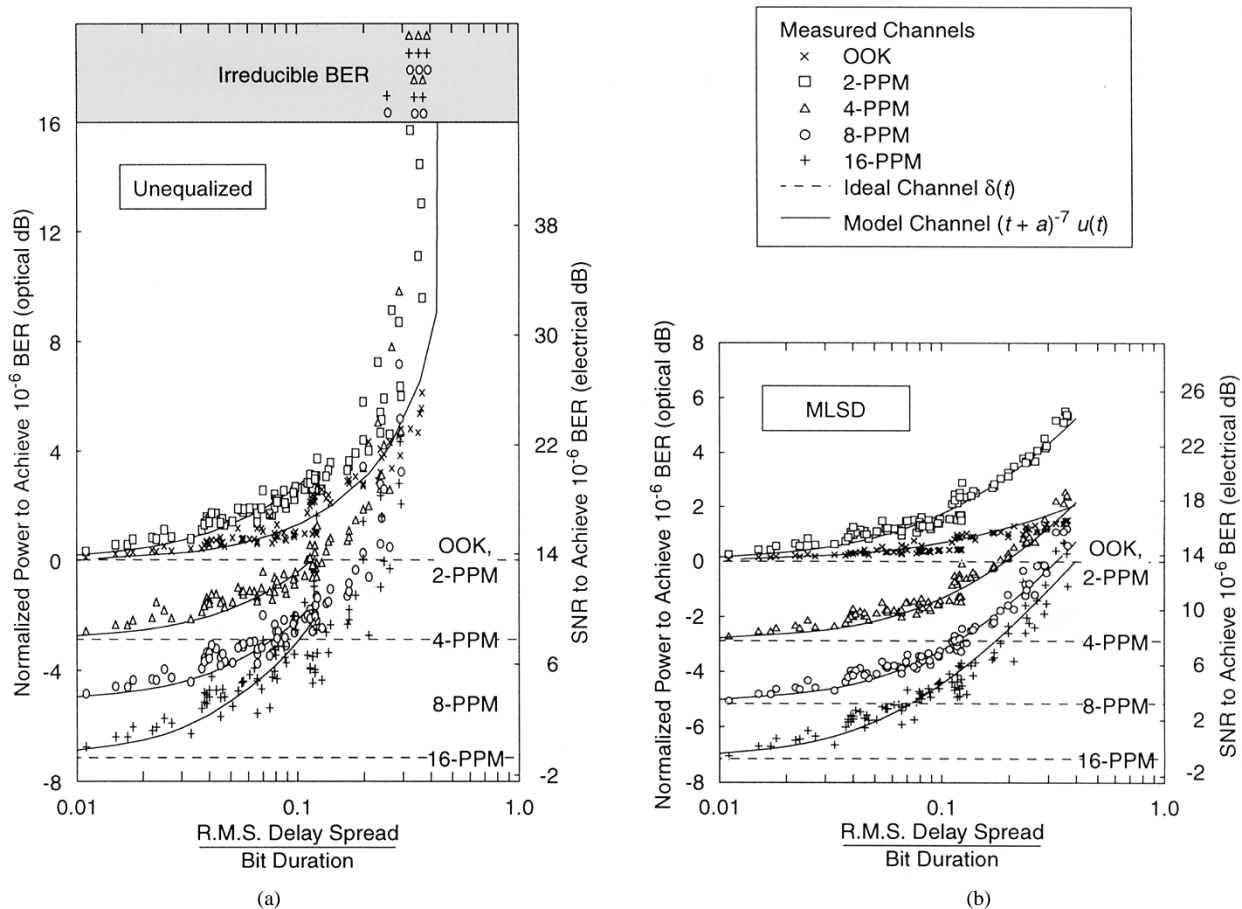 Irreducible BER
Unequalized
16
12
8
4
0
-4
-8
38
30
22
14
6
-2
OOK,
2-PPM
4-PPM
8-PPM
16-PPM
0.01
0.1
1.0
Normalized Power to Achieve 10⁻⁶ BER (optical dB)
SNR to Achieve 10⁻⁶ BER (electrical dB)
R.M.S. Delay Spread
Bit Duration
(a)
Measured Channels
× OOK
□ 2-PPM
△ 4-PPM
○ 8-PPM
+ 16-PPM
Ideal Channel δ(t)
Model Channel (t + a)⁻⁷ u(t)
MLSD
8
6
4
2
0
-2
-4
-6
-8
26
22
18
14
10
6
2
-2
OOK,
2-PPM
4-PPM
8-PPM
16-PPM
0.01
0.1
1.0
Normalized Power to Achieve 10⁻⁶ BER (optical dB)
SNR to Achieve 10⁻⁶ BER (electrical dB)
R.M.S. Delay Spread
Bit Duration
(b)